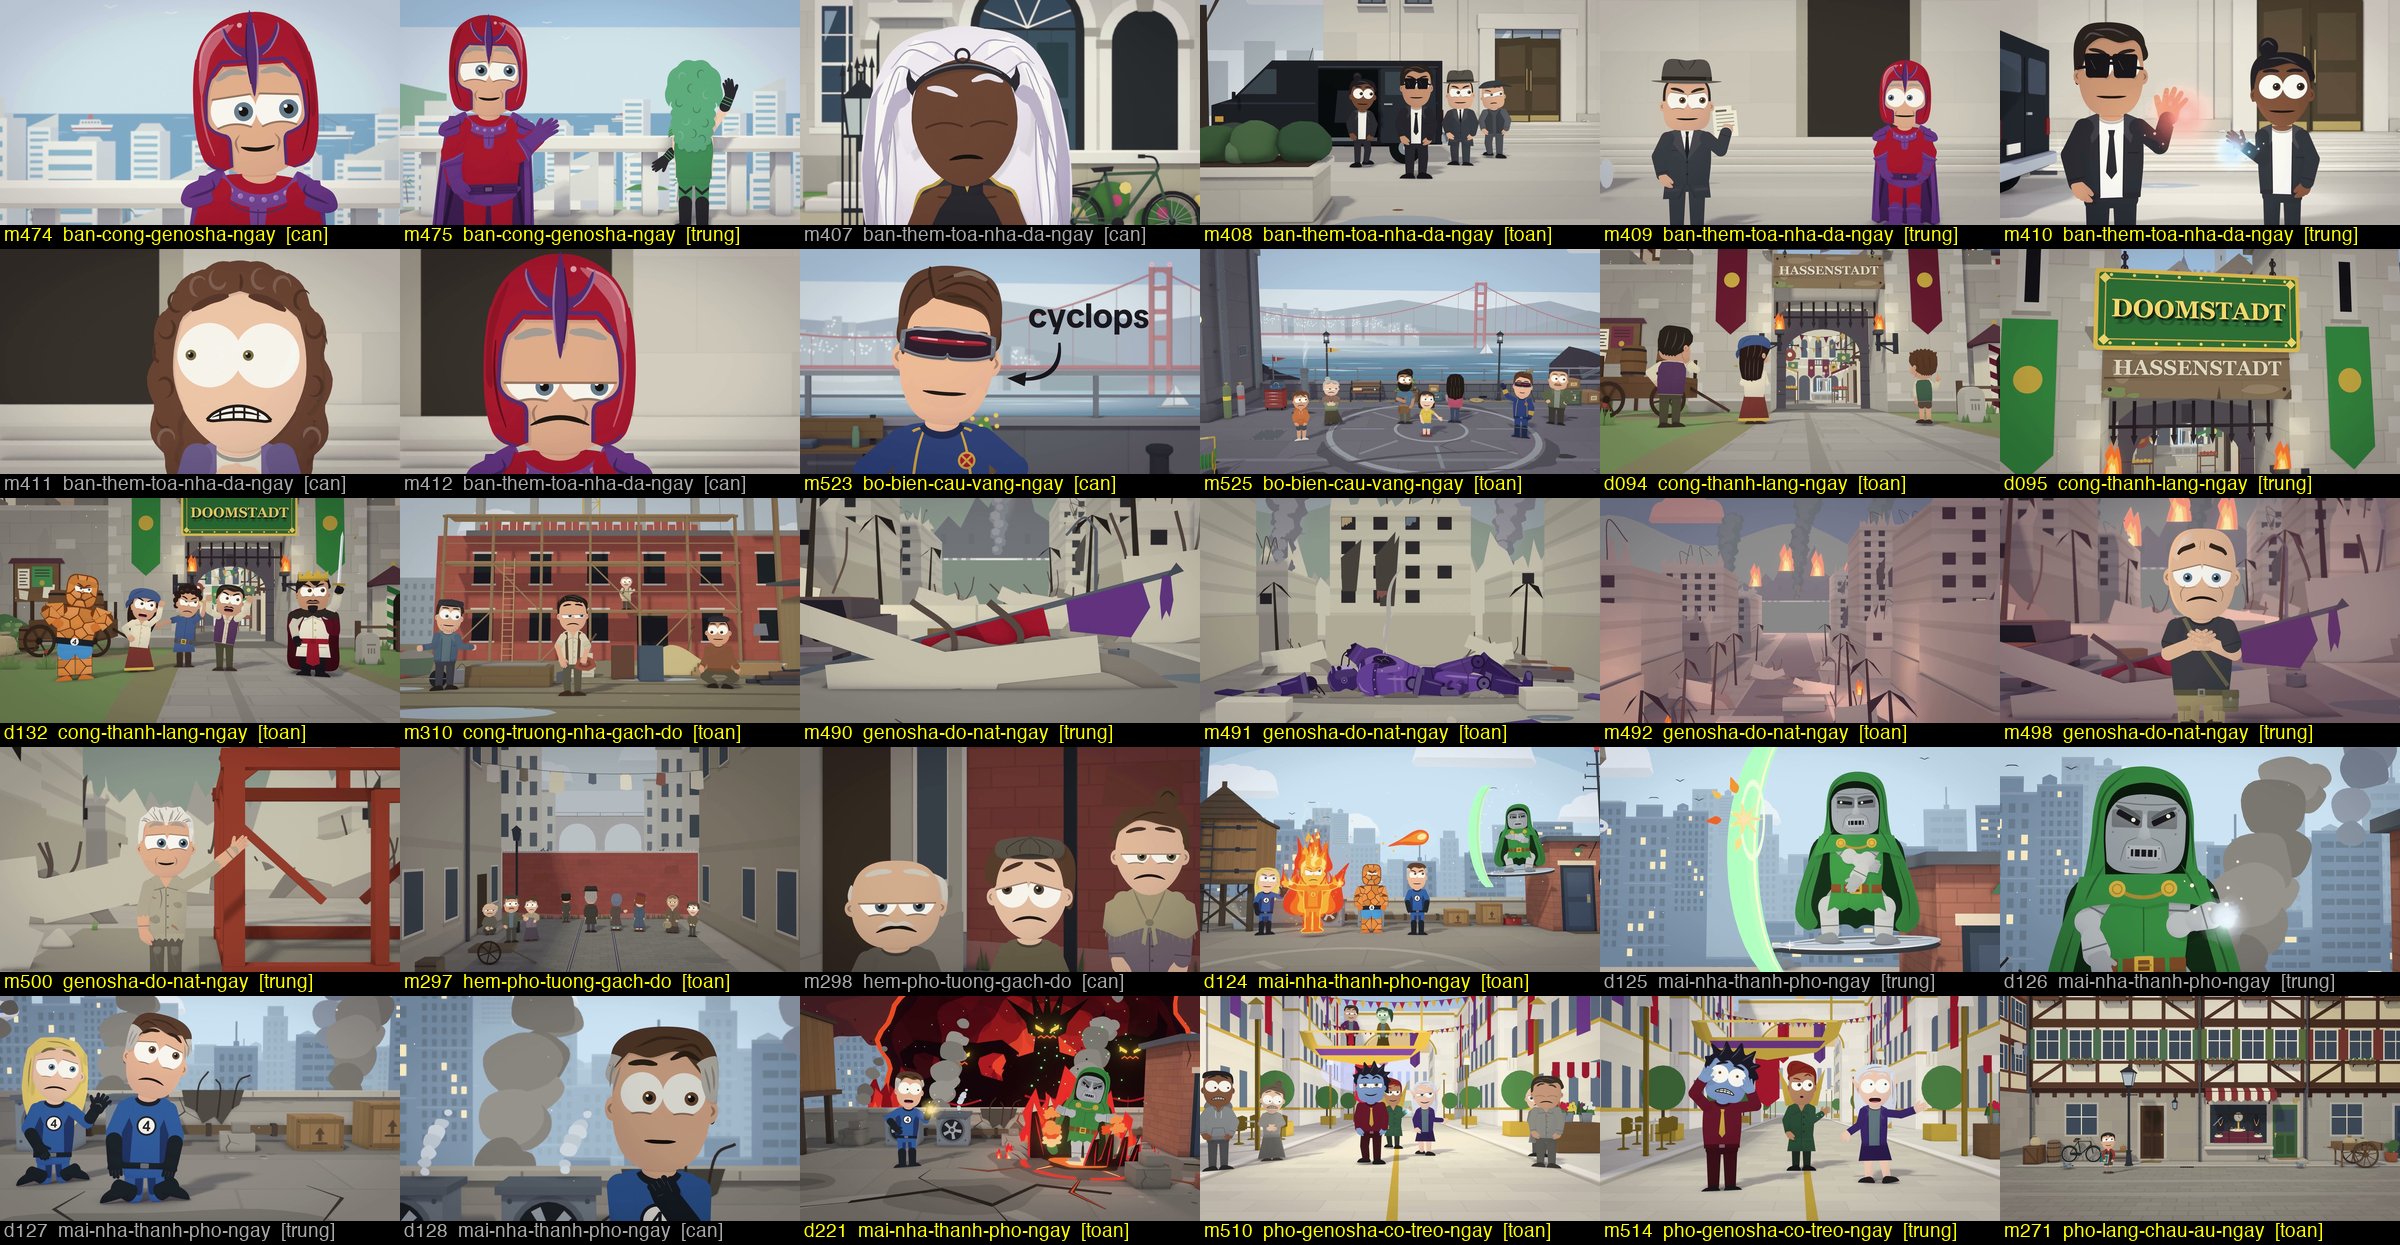 m474 ban-cong-genosha-ngay [can]
m475 ban-cong-genosha-ngay [trung]
m407 ban-them-toa-nha-da-ngay [can]
m408 ban-them-toa-nha-da-ngay [toan]
m409 ban-them-toa-nha-da-ngay [trung]
m410 ban-them-toa-nha-da-ngay [trung]
cyclops
HASSENSTADT
DOOMSTADT
HASSENSTADT
m411 ban-them-toa-nha-da-ngay [can]
m412 ban-them-toa-nha-da-ngay [can]
m523 bo-bien-cau-vang-ngay [can]
m525 bo-bien-cau-vang-ngay [toan]
d094 cong-thanh-lang-ngay [toan]
d095 cong-thanh-lang-ngay [trung]
DOOMSTADT
4
d132 cong-thanh-lang-ngay [toan]
m310 cong-truong-nha-gach-do [toan]
m490 genosha-do-nat-ngay [trung]
m491 genosha-do-nat-ngay [toan]
m492 genosha-do-nat-ngay [toan]
m498 genosha-do-nat-ngay [trung]
m500 genosha-do-nat-ngay [trung]
m297 hem-pho-tuong-gach-do [toan]
m298 hem-pho-tuong-gach-do [can]
d124 mai-nha-thanh-pho-ngay [toan]
d125 mai-nha-thanh-pho-ngay [trung]
d126 mai-nha-thanh-pho-ngay [trung]
4
4
d127 mai-nha-thanh-pho-ngay [trung]
d128 mai-nha-thanh-pho-ngay [can]
d221 mai-nha-thanh-pho-ngay [toan]
m510 pho-genosha-co-treo-ngay [toan]
m514 pho-genosha-co-treo-ngay [trung]
m271 pho-lang-chau-au-ngay [toan]